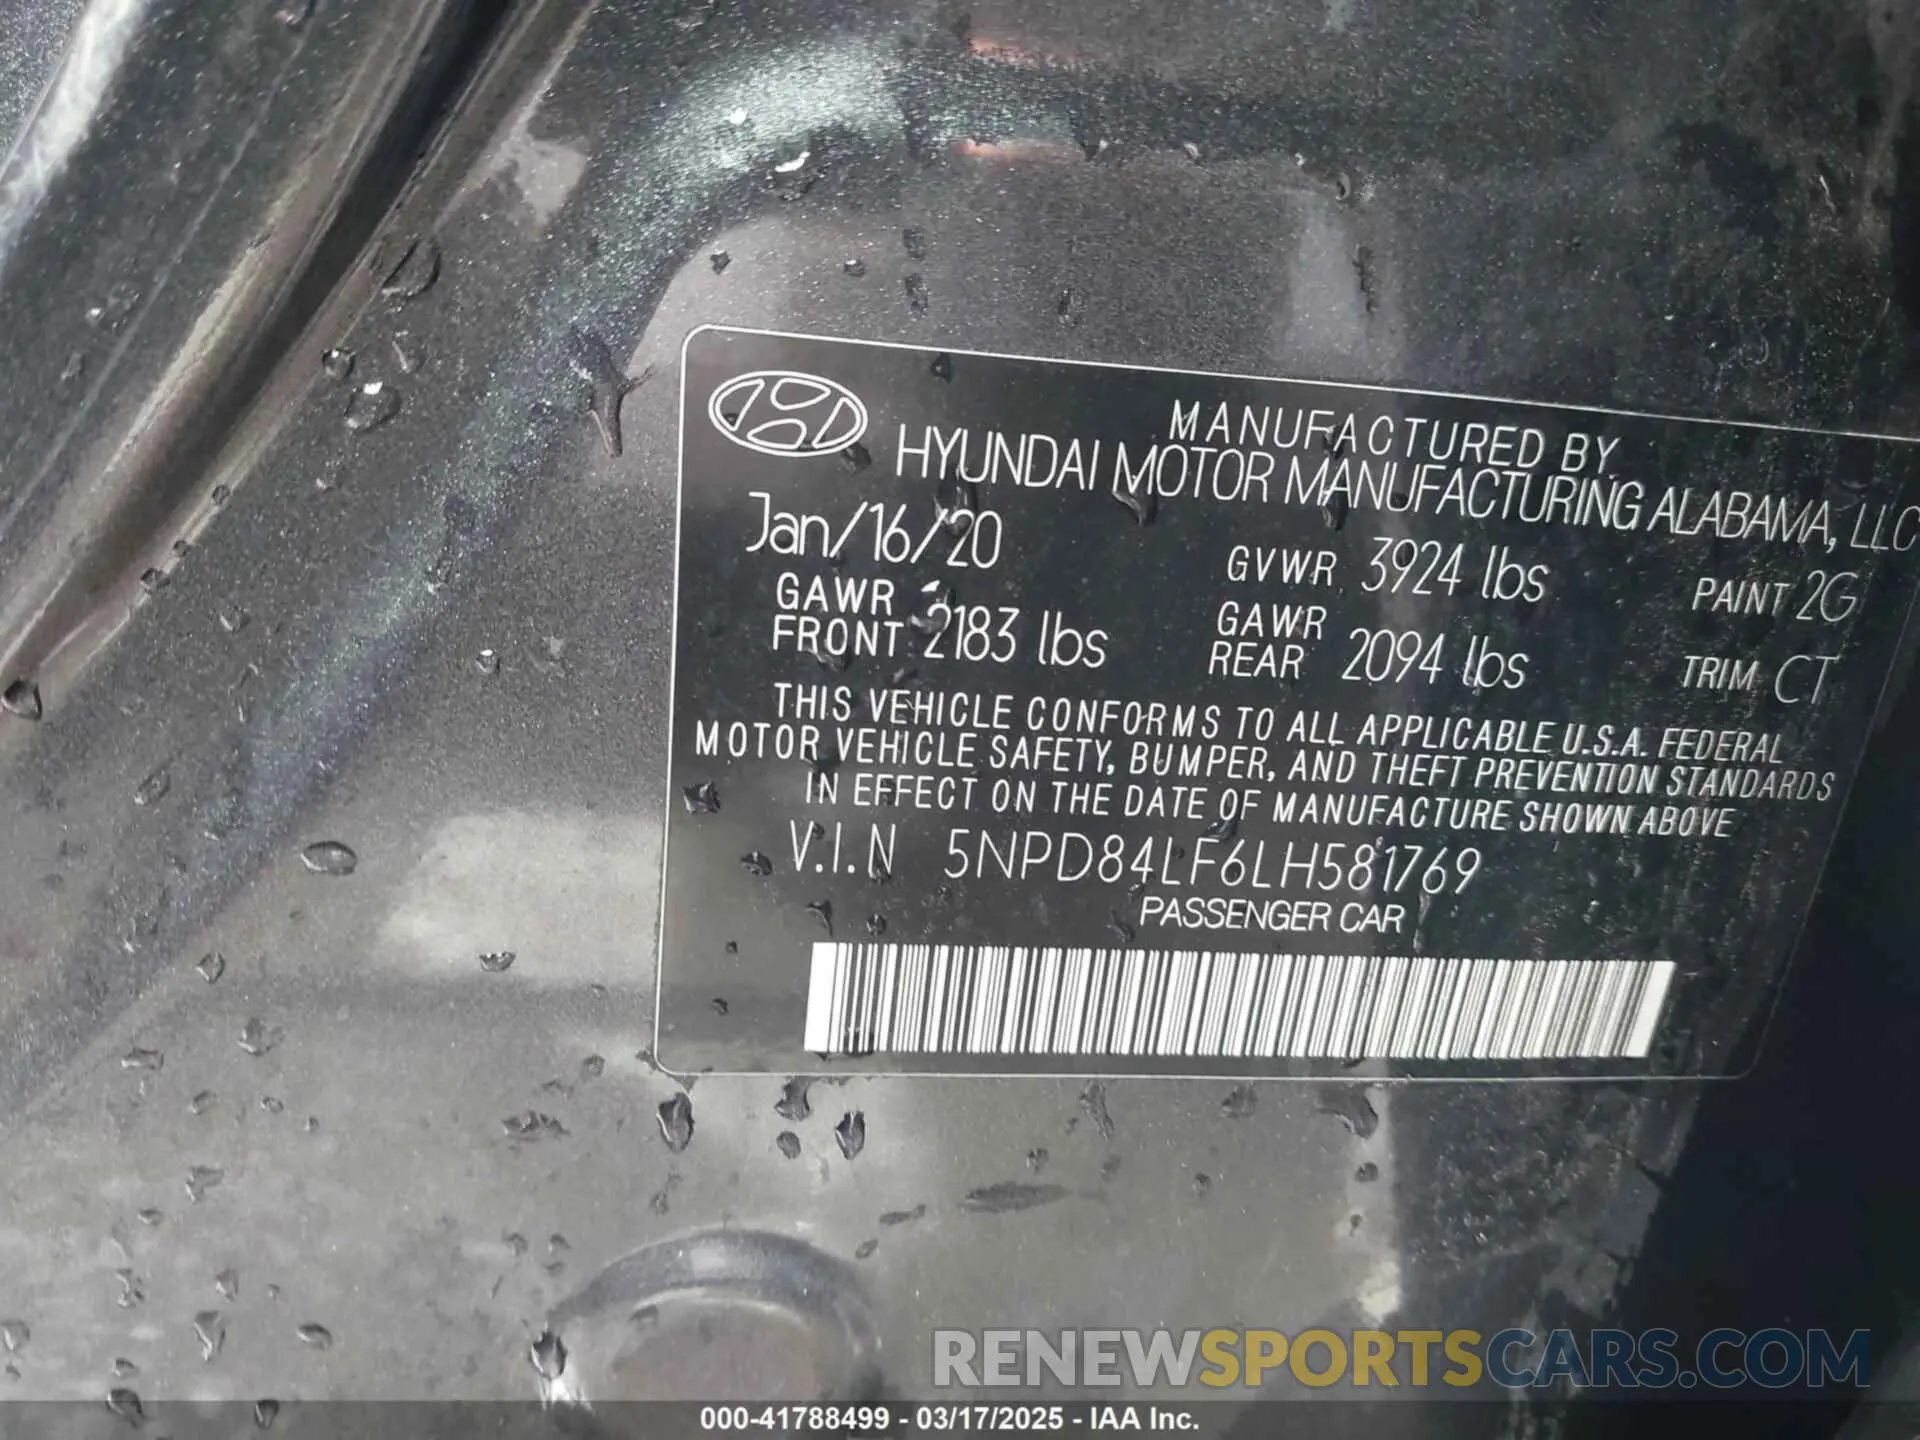 MANUFACTURED BY
HYUNDAI MOTOR MANUFACTURING ALABAMA, LLC
Jan/16/20 GVWR 3924 lbs PAINT 2G
GAWR FRONT 2183 lbs GAWR REAR 2094 lbs TRIM CT
THIS VEHICLE CONFORMS TO ALL APPLICABLE U.S.A. FEDERAL
MOTOR VEHICLE SAFETY, BUMPER, AND THEFT PREVENTION STANDARDS
IN EFFECT ON THE DATE OF MANUFACTURE SHOWN ABOVE
V.I.N 5NPD84LF6LH581769
PASSENGER CAR
RENEWSPORTSCARS.COM
000-41788499 - 03/17/2025 - IAA Inc.